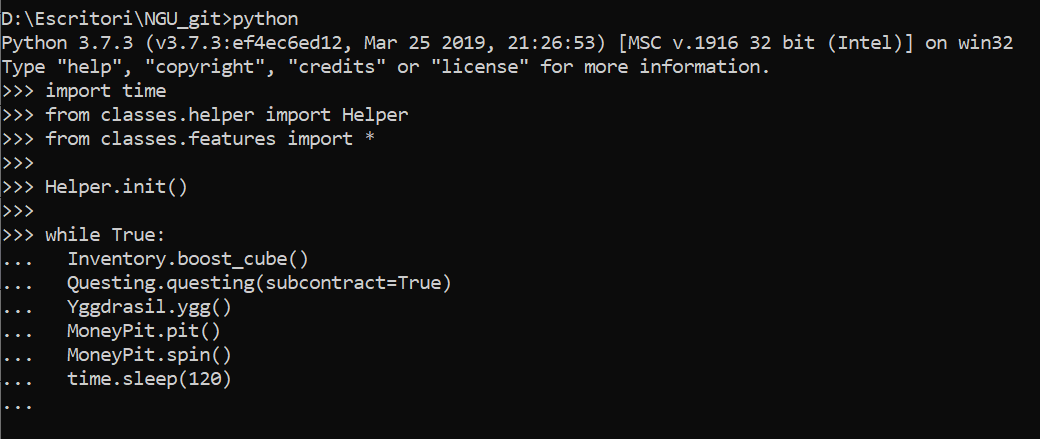 D:\Escritori\NGU_git>python
Python 3.7.3 (v3.7.3:ef4ec6ed12, Mar 25 2019, 21:26:53) [MSC v.1916 32 bit (Intel)] on win32
Type "help", "copyright", "credits" or "license" for more information.
>>> import time
>>> from classes.helper import Helper
>>> from classes.features import *
>>>
>>> Helper.init()
>>>
>>> while True:
...   Inventory.boost_cube()
...   Questing.questing(subcontract=True)
...   Yggdrasil.ygg()
...   MoneyPit.pit()
...   MoneyPit.spin()
...   time.sleep(120)
...